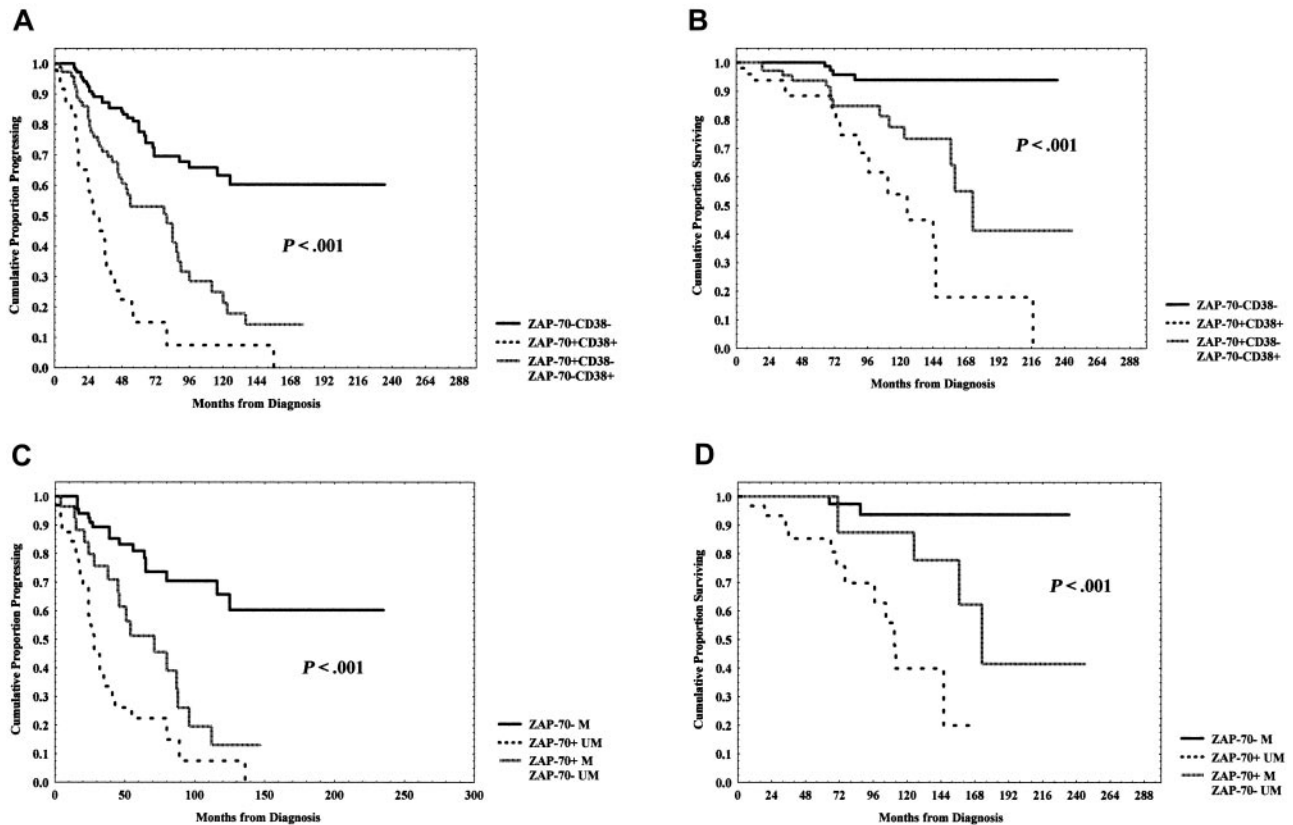 A
Cumulative Proportion Progressing
1.0
0.9
0.8
0.7
0.6
0.5
0.4
0.3
0.2
0.1
0.0
P < .001
0 24 48 72 96 120 144 168 192 216 240 264 288
Months from Diagnosis
ZAP-70-CD38-
ZAP-70+CD38+
ZAP-70+CD38-
ZAP-70-CD38+
B
Cumulative Proportion Surviving
1.0
0.9
0.8
0.7
0.6
0.5
0.4
0.3
0.2
0.1
0.0
P < .001
0 24 48 72 96 120 144 168 192 216 240 264 288
Months from Diagnosis
ZAP-70-CD38-
ZAP-70+CD38+
ZAP-70+CD38-
ZAP-70-CD38+
C
Cumulative Proportion Progressing
1.0
0.9
0.8
0.7
0.6
0.5
0.4
0.3
0.2
0.1
0.0
P < .001
0 50 100 150 200 250 300
Months from Diagnosis
ZAP-70- M
ZAP-70+ UM
ZAP-70+ M
ZAP-70- UM
D
Cumulative Proportion Surviving
1.0
0.9
0.8
0.7
0.6
0.5
0.4
0.3
0.2
0.1
0.0
P < .001
0 24 48 72 96 120 144 168 192 216 240 264 288
Months from Diagnosis
ZAP-70- M
ZAP-70+ UM
ZAP-70+ M
ZAP-70- UM